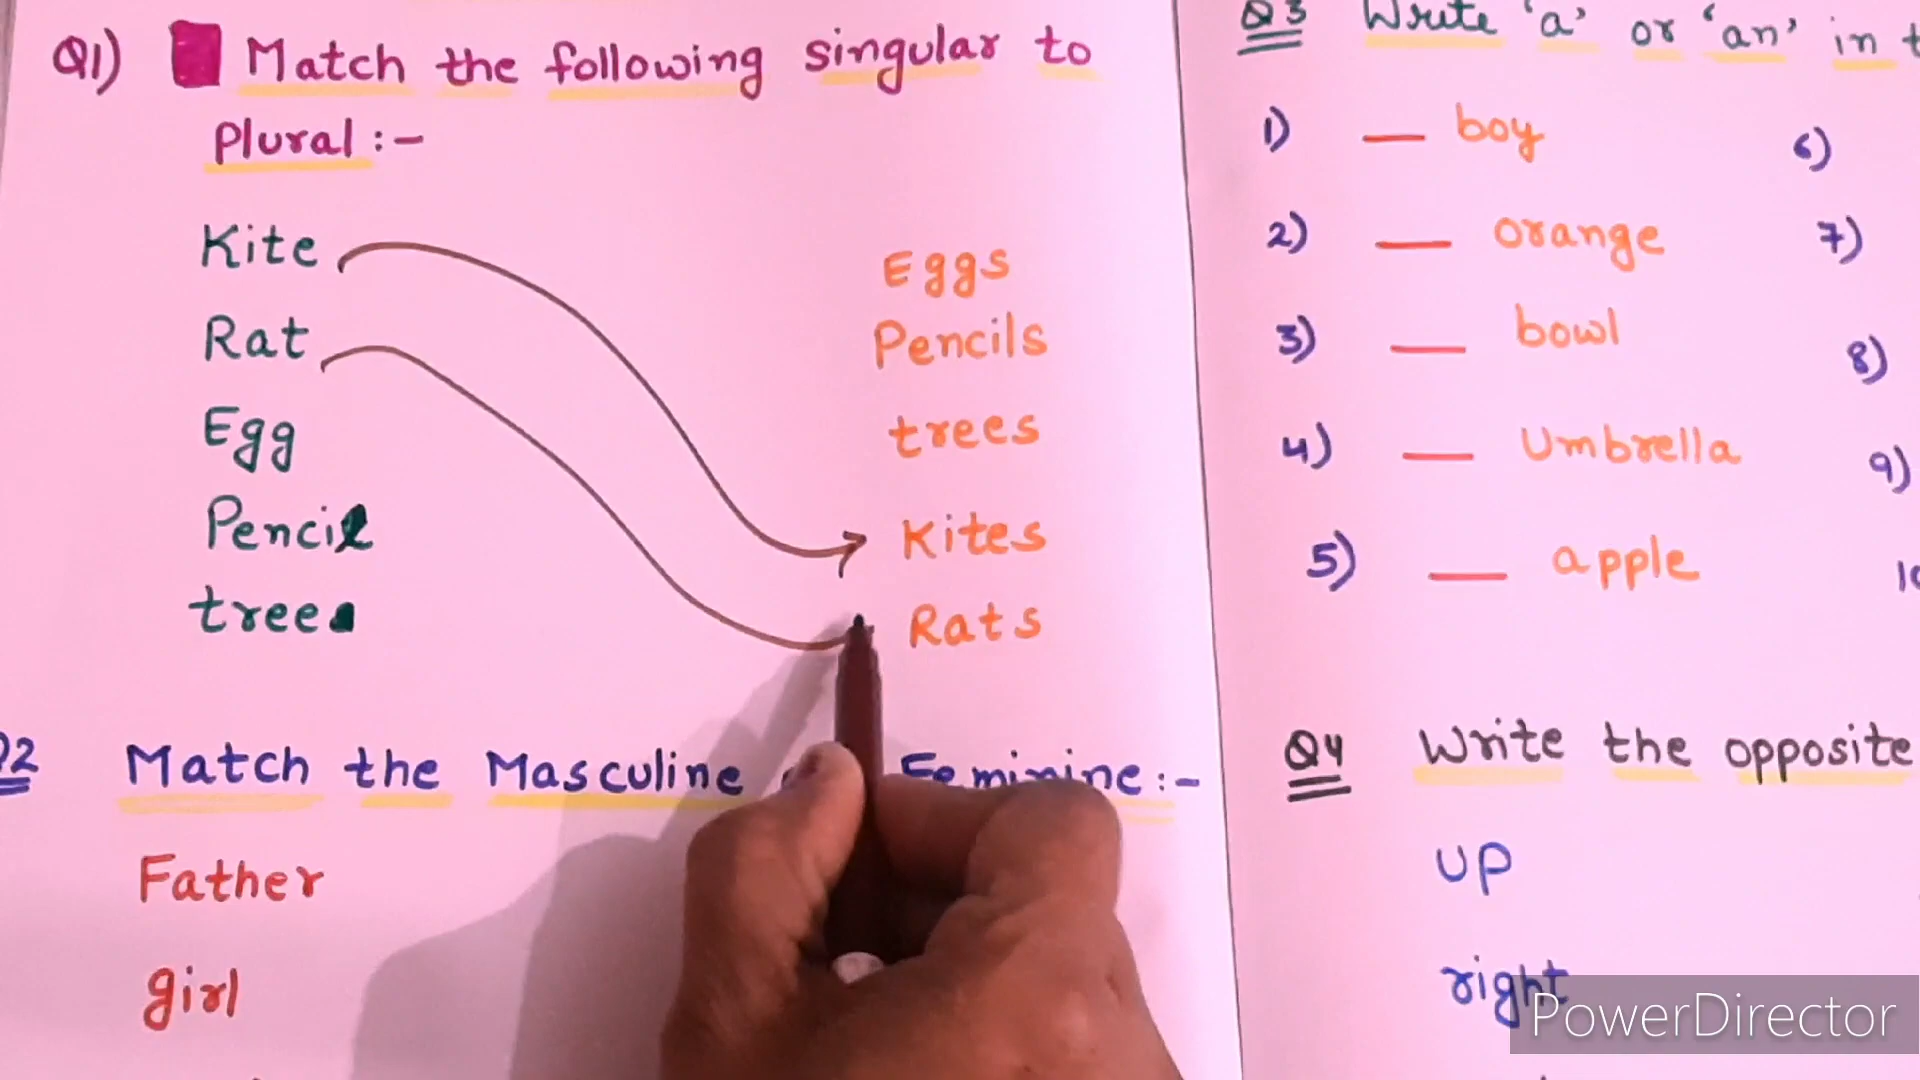 Q1) Match the following singular to
Plural :-
Kite
Rat
Egg
Pencil
tree
Eggs
Pencils
trees
Kites
Rats
Match the Masculine Feminine :-
Father
girl
Q3 Write 'a' or 'an' in
1) — boy
2) — orange
3) — bowl
4) — Umbrella
5) — apple
6)
7)
8)
9)
Q4 Write the opposite
UP
right
PowerDirector